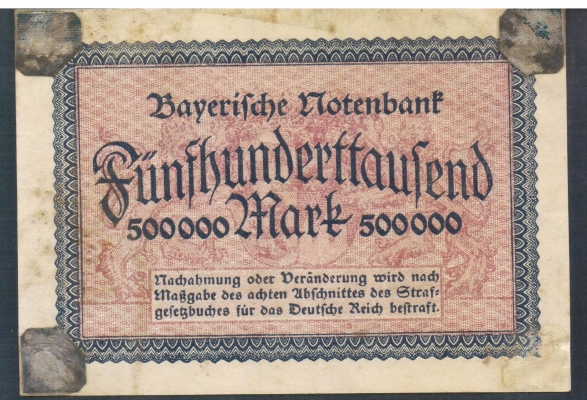 Bayerische Notenbank
Fünfhunderttausend
500000 Mark 500000
Nachahmung oder Veränderung wird nach
Maßgabe des achten Abschnittes des Straf-
gesetzbuches für das Deutsche Reich bestraft.